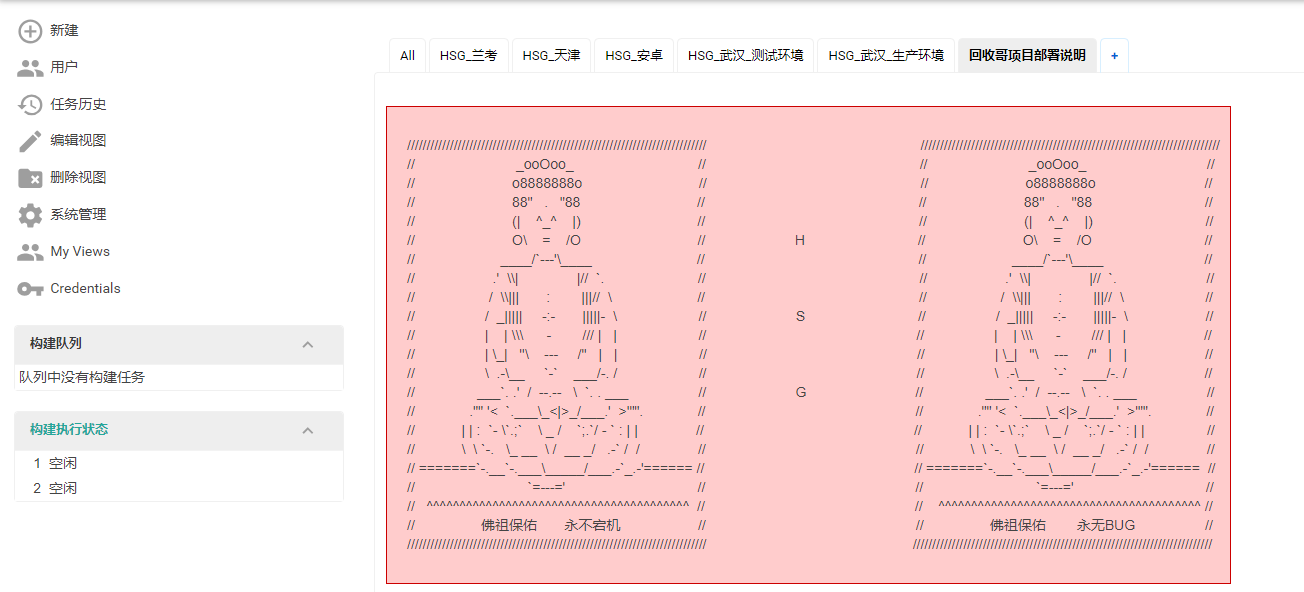 新建
用户
任务历史
编辑视图
删除视图
系统管理
My Views
Credentials
构建队列
队列中没有构建任务
构建执行状态
1 空闲
2 空闲
All HSG_兰考 HSG_天津 HSG_安卓 HSG_武汉_测试环境 HSG_武汉_生产环境 回收哥项目部署说明 +
//////////////////////////////////////////////////////////////////////////////// ////////////////////////////////////////////////////////////////////////////////
// _ooOoo_ // // _ooOoo_ //
// o8888888o // // o8888888o //
// 88" . "88 // // 88" . "88 //
// (| ^_^ |) // // (| ^_^ |) //
// O\ = /O // H // O\ = /O //
// ____/`---'\____ // // ____/`---'\____ //
// .' \\| |// `. // // .' \\| |// `. //
// / \\||| : |||// \ // // / \\||| : |||// \ //
// / _||||| -:- |||||- \ // S // / _||||| -:- |||||- \ //
// | | \\\ - /// | | // // | | \\\ - /// | | //
// | \_| ''\ --- /'' | | // // | \_| ''\ --- /'' | | //
// \ .-\__ `-` ___/-. / // // \ .-\__ `-` ___/-. / //
// ___`. .' / --.-- \ `. . ___ // G // ___`. .' / --.-- \ `. . ___ //
// ."" '< `.___\_<|>_/___.' >'"". // // ."" '< `.___\_<|>_/___.' >'"". //
// | | : `- \`.;` \ _ / `;.`/ - ` : | | // // | | : `- \`.;` \ _ / `;.`/ - ` : | | //
// \ \ `-. \_ __ \ / __ _/ .-` / / // // \ \ `-. \_ __ \ / __ _/ .-` / / //
// =======`-.__`-.___\_____/___.-`_.-'====== // // =======`-.__`-.___\_____/___.-`_.-'====== //
// `=---=' // // `=---=' //
// ^^^^^^^^^^^^^^^^^^^^^^^^^^^^^^^^^^^^^^^^ // // ^^^^^^^^^^^^^^^^^^^^^^^^^^^^^^^^^^^^^^^^ //
// 佛祖保佑 永不宕机 // // 佛祖保佑 永无BUG //
//////////////////////////////////////////////////////////////////////////////// ////////////////////////////////////////////////////////////////////////////////